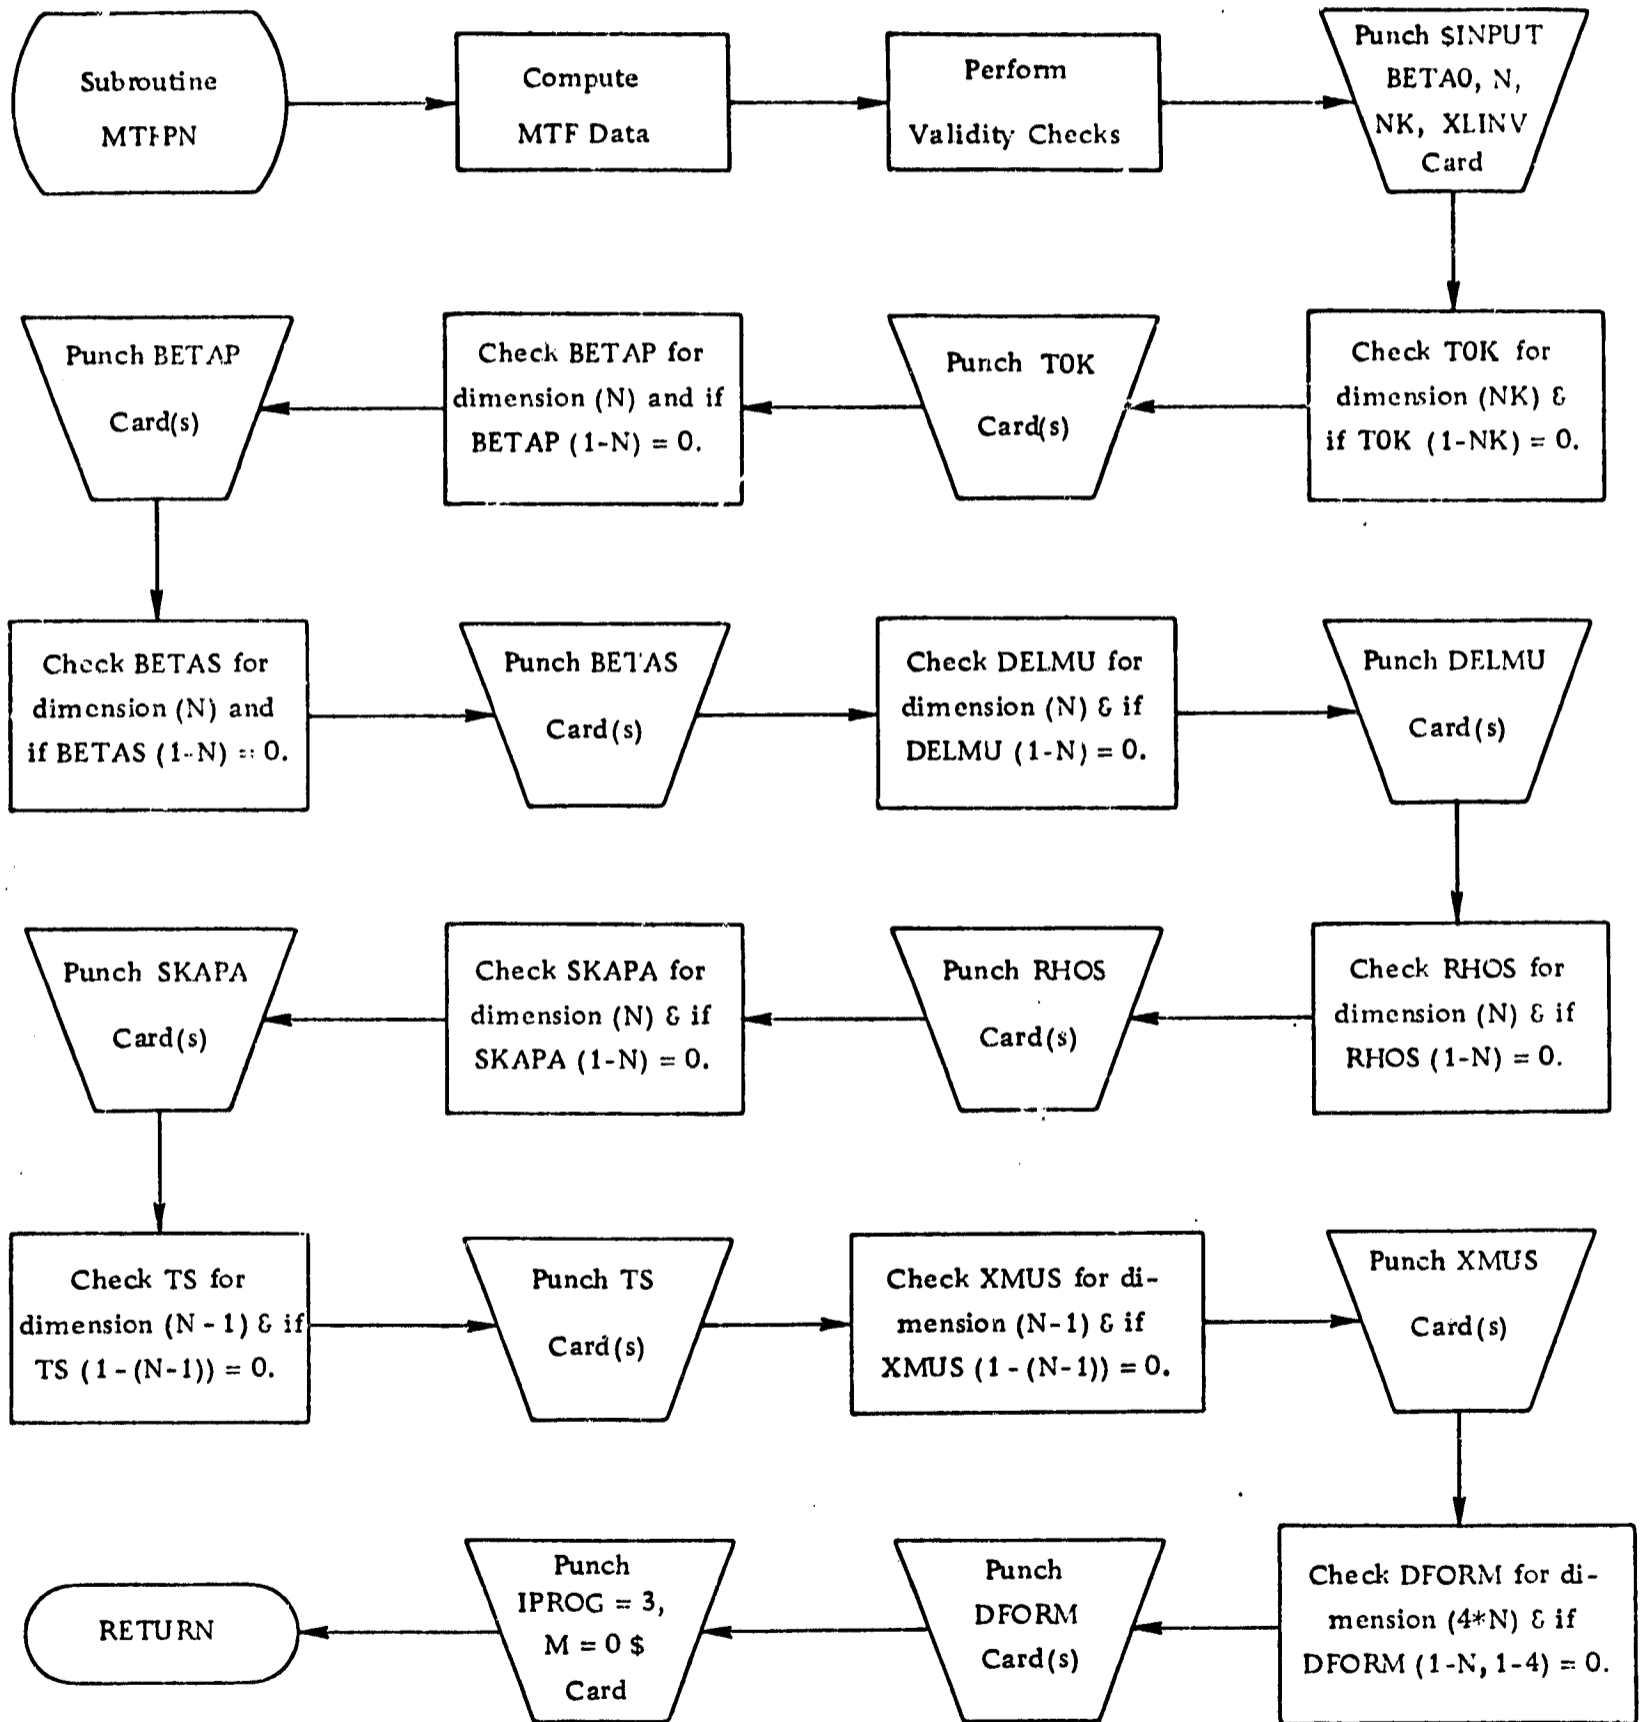 Subroutine
MTFPN
Compute
MTF Data
Perform
Validity Checks
Punch $INPUT
BETA0, N,
NK, XLINV
Card
Check T0K for
dimension (NK) &
if T0K (1-NK) = 0.
Punch T0K
Card(s)
Check BETAP for
dimension (N) and if
BETAP (1-N) = 0.
Punch BETAP
Card(s)
Check BETAS for
dimension (N) and
if BETAS (1-N) = 0.
Punch BETAS
Card(s)
Check DELMU for
dimension (N) & if
DELMU (1-N) = 0.
Punch DELMU
Card(s)
Check RHOS for
dimension (N) & if
RHOS (1-N) = 0.
Punch RHOS
Card(s)
Check SKAPA for
dimension (N) & if
SKAPA (1-N) = 0.
Punch SKAPA
Card(s)
Check TS for
dimension (N - 1) & if
TS (1 - (N-1)) = 0.
Punch TS
Card(s)
Check XMUS for di-
mension (N-1) & if
XMUS (1 - (N-1)) = 0.
Punch XMUS
Card(s)
Check DFORM for di-
mension (4*N) & if
DFORM (1-N, 1-4) = 0.
Punch
DFORM
Card(s)
Punch
IPROG = 3,
M = 0 $
Card
RETURN